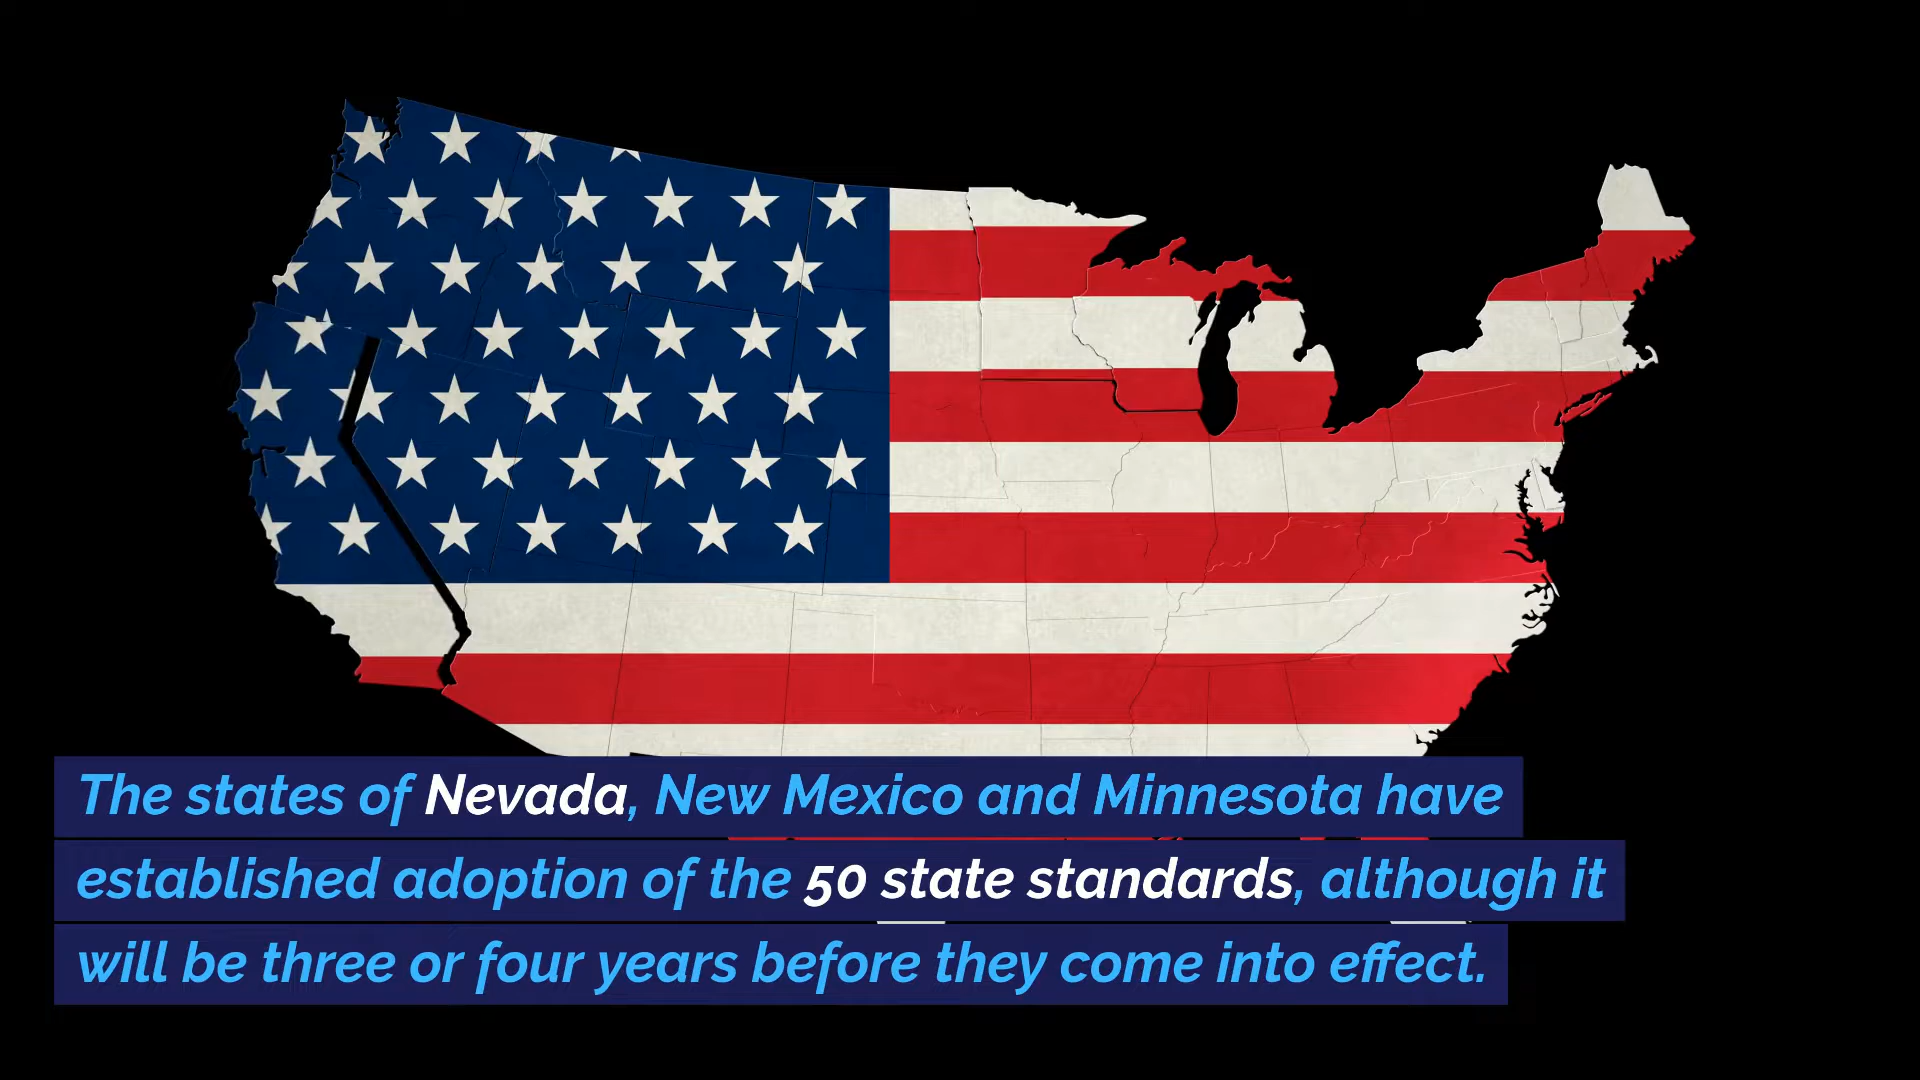 The states of Nevada, New Mexico and Minnesota have
established adoption of the 50 state standards, although it
will be three or four years before they come into effect.